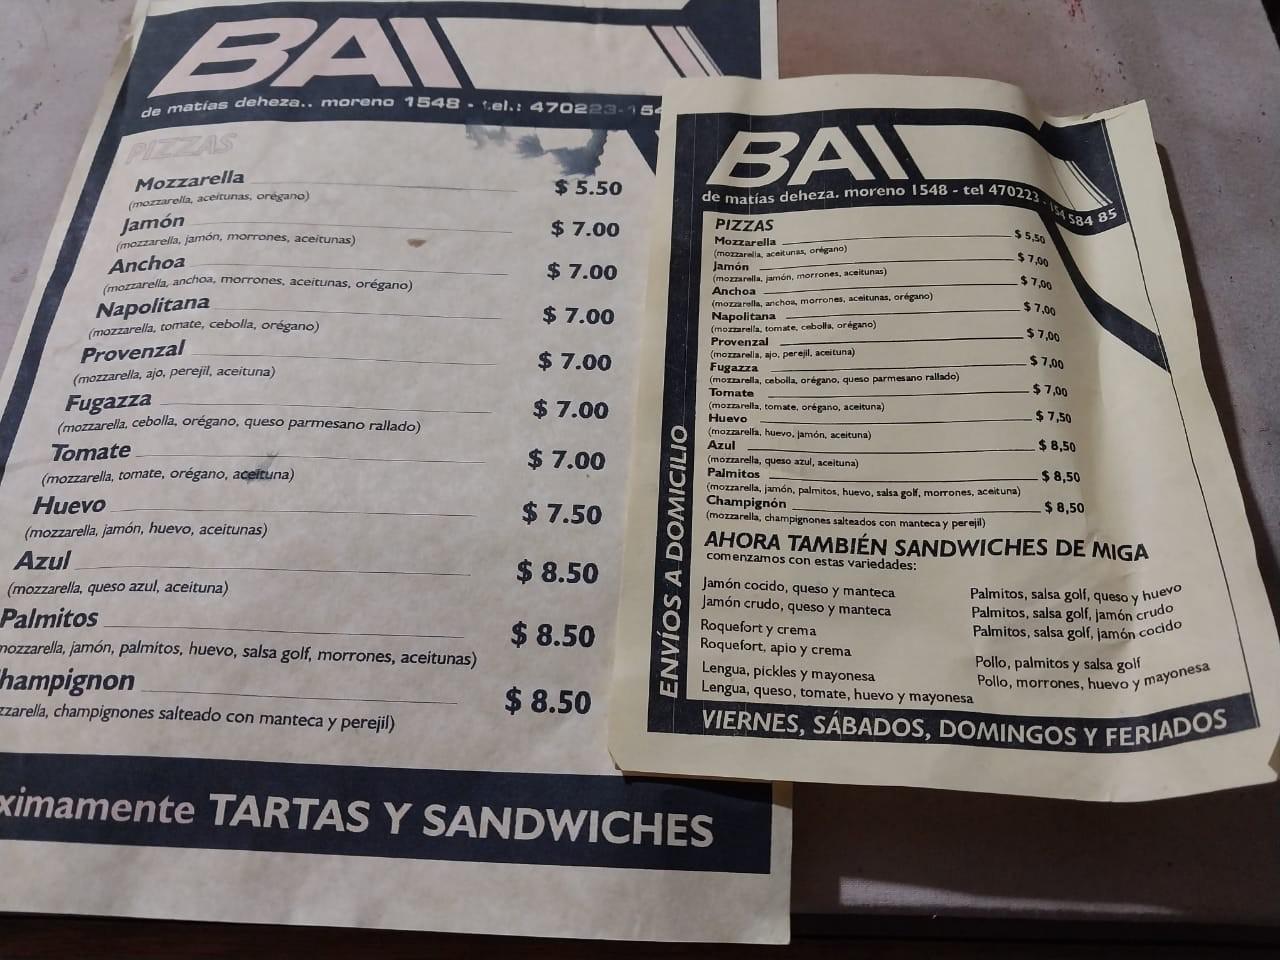 BA
de matías deheza.. moreno 1548 - tel.: 470223-154
PIZZAS
Mozzarella $ 5.50
(mozzarella, aceitunas, orégano)
Jamón $ 7.00
(mozzarella, jamón, morrones, aceitunas)
Anchoa $ 7.00
(mozzarella, anchoa, morrones, aceitunas, orégano)
Napolitana $ 7.00
(mozzarella, tomate, cebolla, orégano)
Provenzal $ 7.00
(mozzarella, ajo, perejil, aceituna)
Fugazza $ 7.00
(mozzarella, cebolla, orégano, queso parmesano rallado)
Tomate $ 7.00
(mozzarella, tomate, orégano, aceituna)
Huevo $ 7.50
(mozzarella, jamón, huevo, aceitunas)
Azul $ 8.50
(mozzarella, queso azul, aceituna)
Palmitos $ 8.50
mozzarella, jamón, palmitos, huevo, salsa golf, morrones, aceitunas)
hampignon $ 8.50
zzarella, champignones salteado con manteca y perejil)
ximamente TARTAS Y SANDWICHES
BA
de matías deheza. moreno 1548 - tel 470223 - 154 584 85
ENVÍOS A DOMICILIO
PIZZAS
Mozzarella $ 5,50
(mozzarella, aceitunas, orégano)
Jamón $ 7,00
(mozzarella, jamón, morrones, aceitunas)
Anchoa $ 7,00
(mozzarella, anchoa, morrones, aceitunas, orégano)
Napolitana $ 7,00
(mozzarella, tomate, cebolla, orégano)
Provenzal $ 7,00
(mozzarella, ajo, perejil, aceituna)
Fugazza $ 7,00
(mozzarella, cebolla, orégano, queso parmesano rallado)
Tomate $ 7,00
(mozzarella, tomate, orégano, aceituna)
Huevo $ 7,50
(mozzarella, huevo, jamón, aceituna)
Azul $ 8,50
(mozzarella, queso azul, aceituna)
Palmitos $ 8,50
(mozzarella, jamón, palmitos, huevo, salsa golf, morrones, aceituna)
Champignón $ 8,50
(mozzarella, champignones salteados con manteca y perejil)
AHORA TAMBIÉN SANDWICHES DE MIGA
comenzamos con estas variedades:
Jamón cocido, queso y manteca
Jamón crudo, queso y manteca
Roquefort y crema
Roquefort, apio y crema
Lengua, pickles y mayonesa
Lengua, queso, tomate, huevo y mayonesa
Palmitos, salsa golf, queso y huevo
Palmitos, salsa golf, jamón crudo
Palmitos, salsa golf, jamón cocido
Pollo, palmitos y salsa golf
Pollo, morrones, huevo y mayonesa
VIERNES, SÁBADOS, DOMINGOS Y FERIADOS